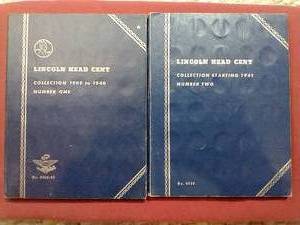 LINCOLN HEAD CENT
COLLECTION 1909 to 1940
NUMBER ONE
LINCOLN HEAD CENT
COLLECTION STARTING 1941
NUMBER TWO